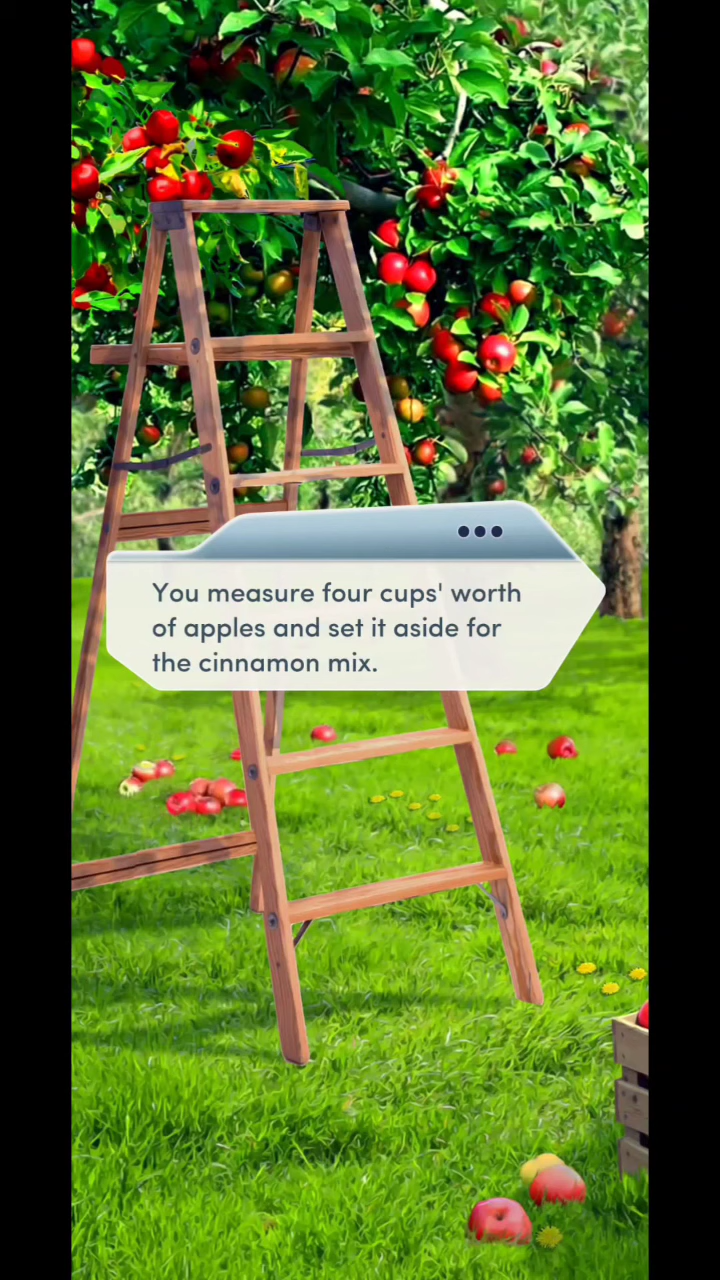 You measure four cups' worth
of apples and set it aside for
the cinnamon mix.